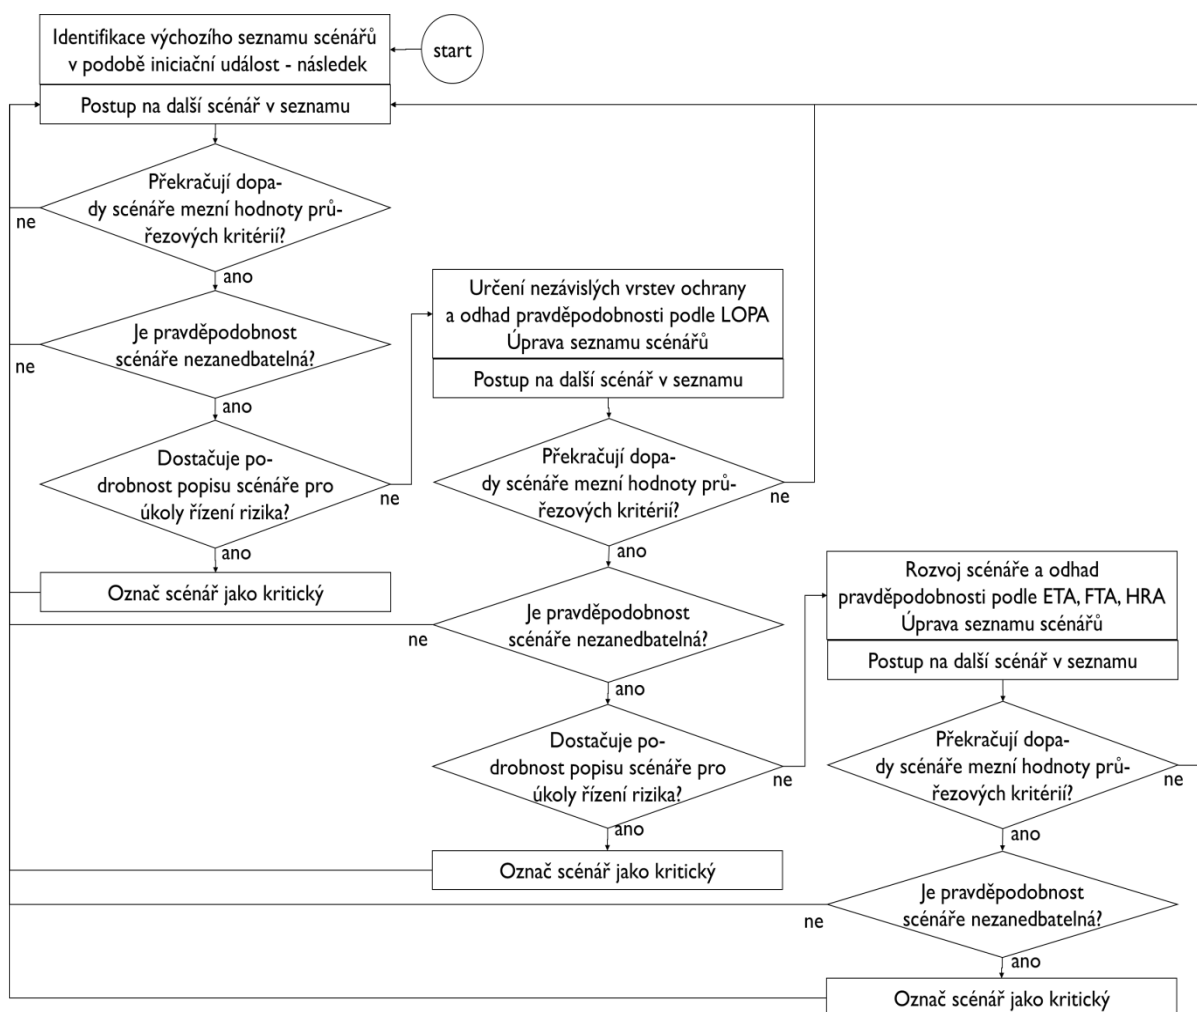 Identifikace výchozího seznamu scénářů
v podobě iniciační událost - následek
start
Postup na další scénář v seznamu
Překračují dopa-
dy scénáře mezní hodnoty prů-
řezových kritérií?
ne
ano
Je pravděpodobnost
scénáře nezanedbatelná?
ne
ano
Dostačuje po-
drobnost popisu scénáře pro
úkoly řízení rizika?
ne
ano
Označ scénář jako kritický
Určení nezávislých vrstev ochrany
a odhad pravděpodobnosti podle LOPA
Úprava seznamu scénářů
Postup na další scénář v seznamu
Překračují dopa-
dy scénáře mezní hodnoty prů-
řezových kritérií?
ne
ano
Je pravděpodobnost
scénáře nezanedbatelná?
ne
ano
Dostačuje po-
drobnost popisu scénáře pro
úkoly řízení rizika?
ne
ano
Označ scénář jako kritický
Rozvoj scénáře a odhad
pravděpodobnosti podle ETA, FTA, HRA
Úprava seznamu scénářů
Postup na další scénář v seznamu
Překračují dopa-
dy scénáře mezní hodnoty prů-
řezových kritérií?
ne
ano
Je pravděpodobnost
scénáře nezanedbatelná?
ne
ano
Označ scénář jako kritický